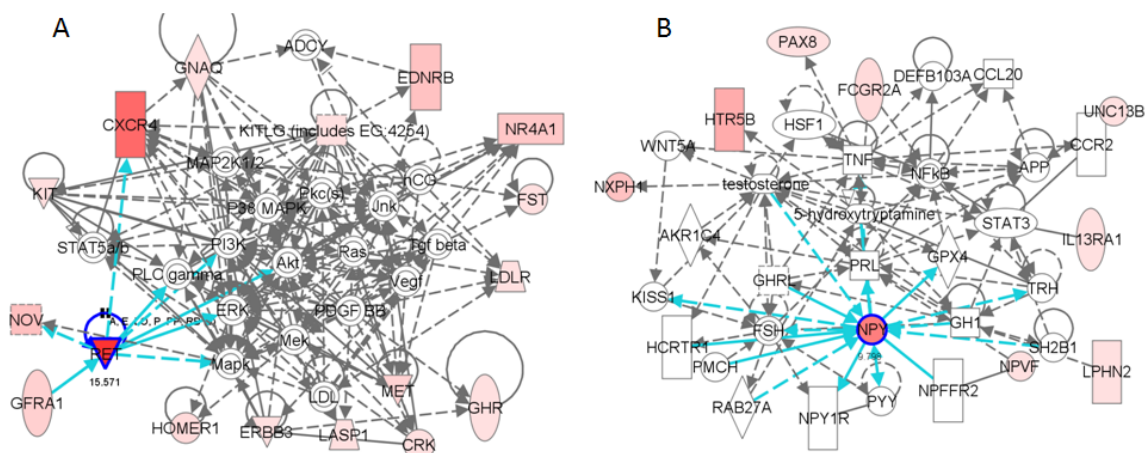 A
B
ADCY
GNAQ
EDNRB
CXCR4
KITLG (includes EG:4254)
NR4A1
MAP2K1/2
hCG
KIT
Pkc(s)
P38 MAPK
Jnk
FST
STAT5a/b
PI3K
Ras
Tgf beta
PLC gamma
Akt
Vegf
LDLR
NOV
ERK
PDGF BB
RET
Mek
15.571
Mapk
GFRA1
LDL
MET
GHR
HOMER1
ERBB3
LASP1
CRK
PAX8
DEFB103A
CCL20
FCGR2A
UNC13B
HTR5B
HSF1
WNT5A
TNF
NFkB
APP
CCR2
NXPH1
testosterone
5-hydroxytryptamine
STAT3
AKR1C4
GPX4
IL13RA1
PRL
GHRL
KISS1
TRH
FSH
NPY
GH1
HCRTR1
9.799
SH2B1
PMCH
NPFFR2
NPVF
LPHN2
RAB27A
NPY1R
PYY